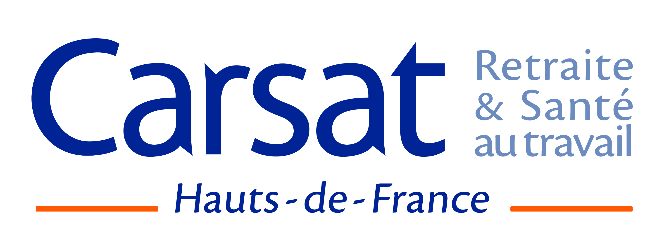 Carsat
Retraite
& Santé
au travail
Hauts-de-France